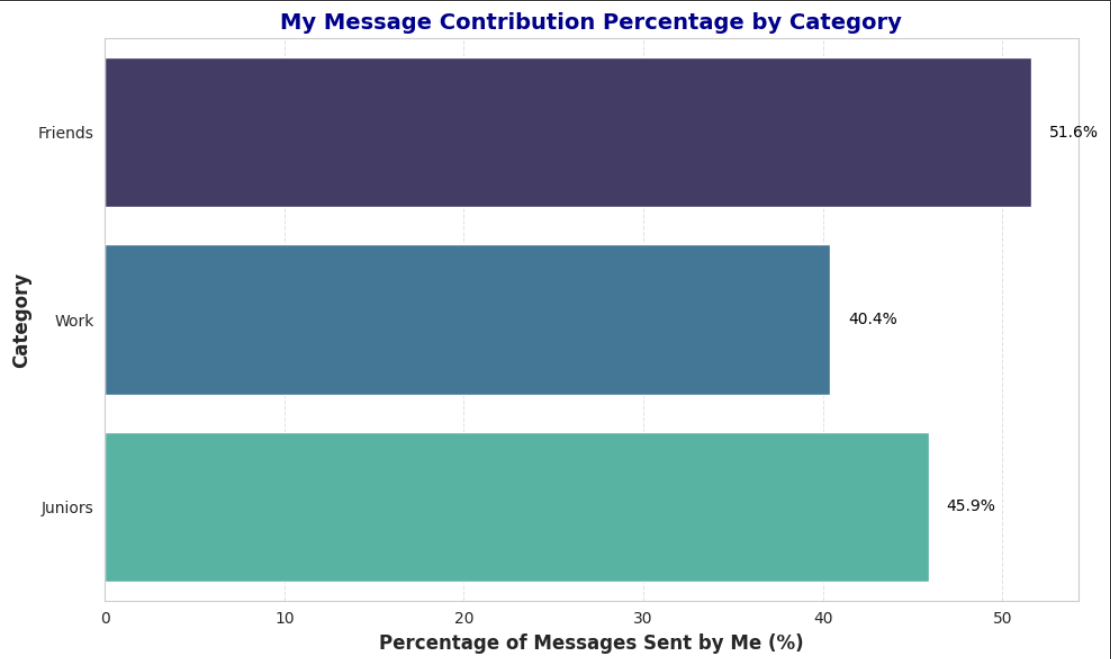 My Message Contribution Percentage by Category
Friends
51.6%
Work
40.4%
Juniors
45.9%
Category
0 10 20 30 40 50
Percentage of Messages Sent by Me (%)